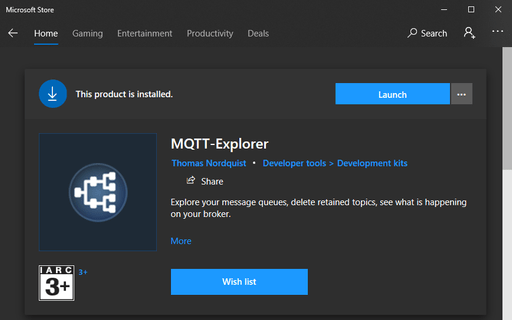 Microsoft Store
Home Gaming Entertainment Productivity Deals Search
This product is installed.
Launch
MQTT-Explorer
Thomas Nordquist • Developer tools > Development kits
Share
Explore your message queues, delete retained topics, see what is happening
on your broker.
More
IARC
3+
3+
Wish list